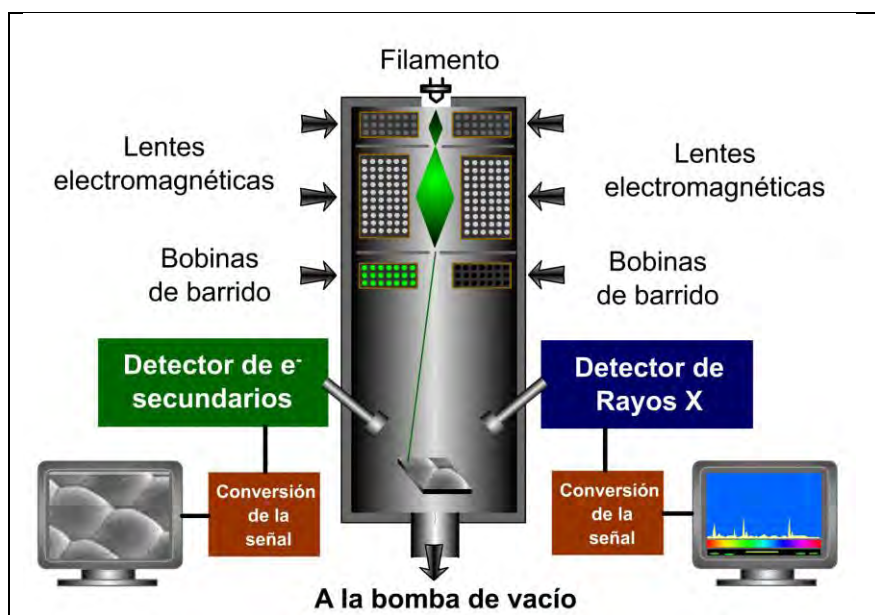 Filamento
Lentes
electromagnéticas
Lentes
electromagnéticas
Bobinas
de barrido
Bobinas
de barrido
Detector de e-
secundarios
Detector de
Rayos X
Conversión
de la
señal
Conversión
de la
señal
A la bomba de vacío